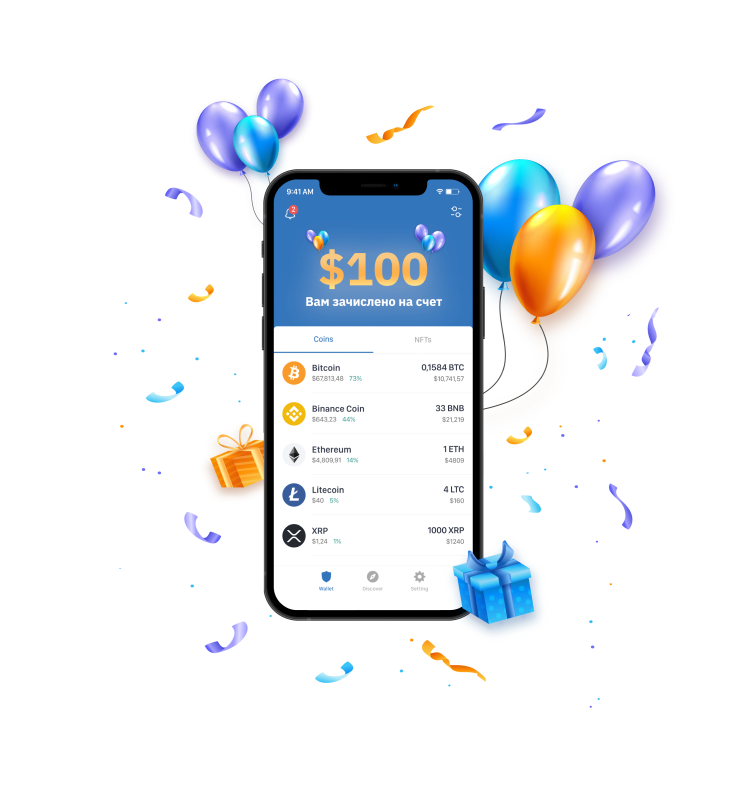 9:41 AM
2
$100
Вам зачислено на счет
Coins NFTs
Bitcoin 0,1584 BTC
$67,813,48 73% $10,741,57
Binance Coin 33 BNB
$643.23 44% $21,219
Ethereum 1 ETH
$4,809,91 14% $4809
Litecoin 4 LTC
$40 5% $160
XRP 1000 XRP
$1,24 1% $1240
Wallet Discover Setting